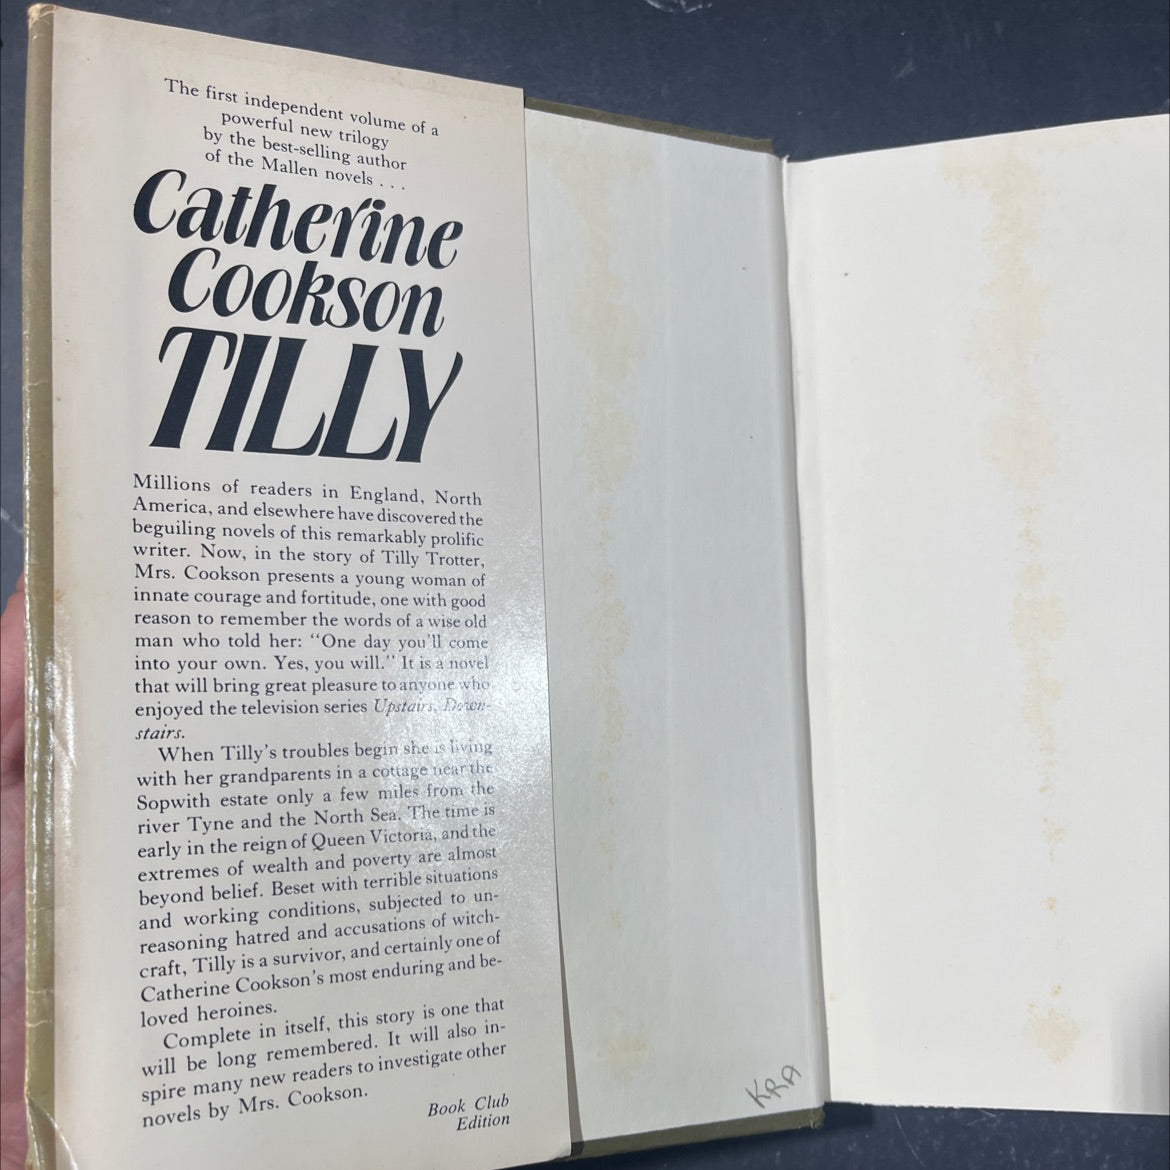 The first independent volume of a
powerful new trilogy
by the best-selling author
of the Mallen novels . . .
Catherine
Cookson
TILLY
Millions of readers in England, North
America, and elsewhere have discovered the
beguiling novels of this remarkably prolific
writer. Now, in the story of Tilly Trotter,
Mrs. Cookson presents a young woman of
innate courage and fortitude, one with good
reason to remember the words of a wise old
man who told her: “One day you’ll come
into your own. Yes, you will.” It is a novel
that will bring great pleasure to anyone who
enjoyed the television series Upstairs, Down-
stairs.
When Tilly’s troubles begin she is living
with her grandparents in a cottage near the
Sopwith estate only a few miles from the
river Tyne and the North Sea. The time is
early in the reign of Queen Victoria, and the
extremes of wealth and poverty are almost
beyond belief. Beset with terrible situations
and working conditions, subjected to un-
reasoning hatred and accusations of witch-
craft, Tilly is a survivor, and certainly one of
Catherine Cookson’s most enduring and be-
loved heroines.
Complete in itself, this story is one that
will be long remembered. It will also in-
spire many new readers to investigate other
novels by Mrs. Cookson.
Book Club
Edition
KRA